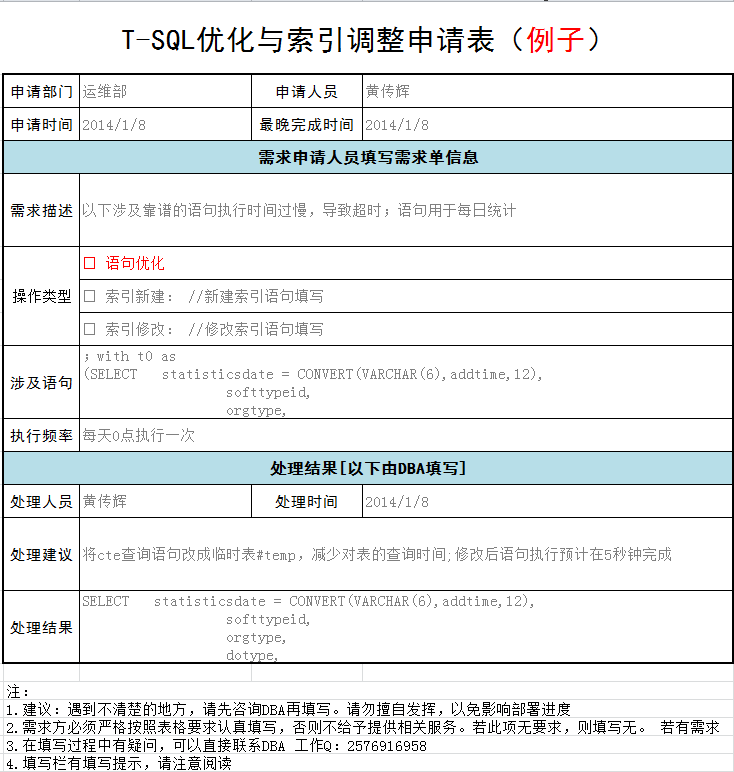 T-SQL优化与索引调整申请表（例子）
申请部门 运维部 申请人员 黄传辉
申请时间 2014/1/8 最晚完成时间 2014/1/8
需求申请人员填写需求单信息
需求描述 以下涉及靠谱的语句执行时间过慢，导致超时；语句用于每日统计
操作类型 □ 语句优化
□ 索引新建： //新建索引语句填写
□ 索引修改： //修改索引语句填写
涉及语句 ；with t0 as
(SELECT statisticsdate = CONVERT(VARCHAR(6),addtime,12),
softtypeid,
orgtype,
执行频率 每天0点执行一次
处理结果[以下由DBA填写]
处理人员 黄传辉 处理时间 2014/1/8
处理建议 将cte查询语句改成临时表#temp，减少对表的查询时间;修改后语句执行预计在5秒钟完成
处理结果 SELECT statisticsdate = CONVERT(VARCHAR(6),addtime,12),
softtypeid,
orgtype,
dotype,
注：
1.建议：遇到不清楚的地方，请先咨询DBA再填写。请勿擅自发挥，以免影响部署进度
2.需求方必须严格按照表格要求认真填写，否则不给予提供相关服务。若此项无要求，则填写无。 若有需求
3.在填写过程中有疑问，可以直接联系DBA 工作Q：2576916958
4.填写栏有填写提示，请注意阅读